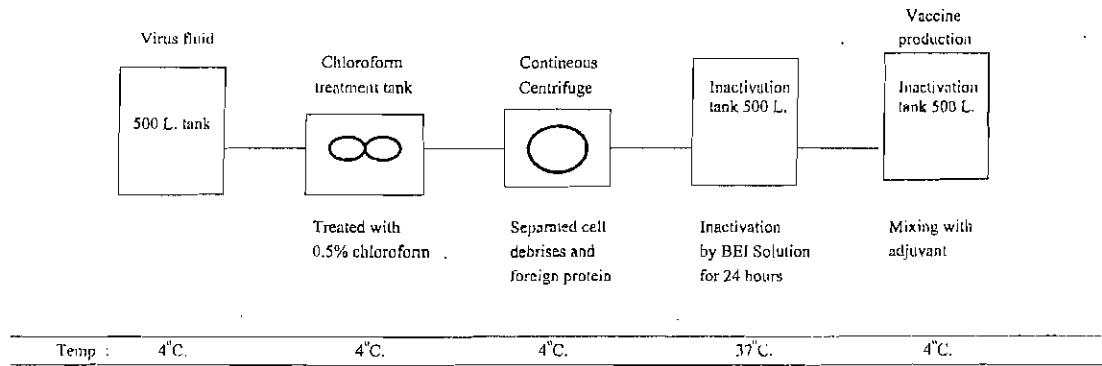 Virus fluid
500 L. tank
Chloroform
treatment tank
Treated with
0.5% chloroform
Contineous
Centrifuge
Separated cell
debrises and
foreign protein
Inactivation
tank 500 L.
Inactivation
by BEI Solution
for 24 hours
Vaccine
production
Inactivation
tank 500 L.
Mixing with
adjuvant
Temp : 4°C. 4°C. 4°C. 37°C. 4°C.